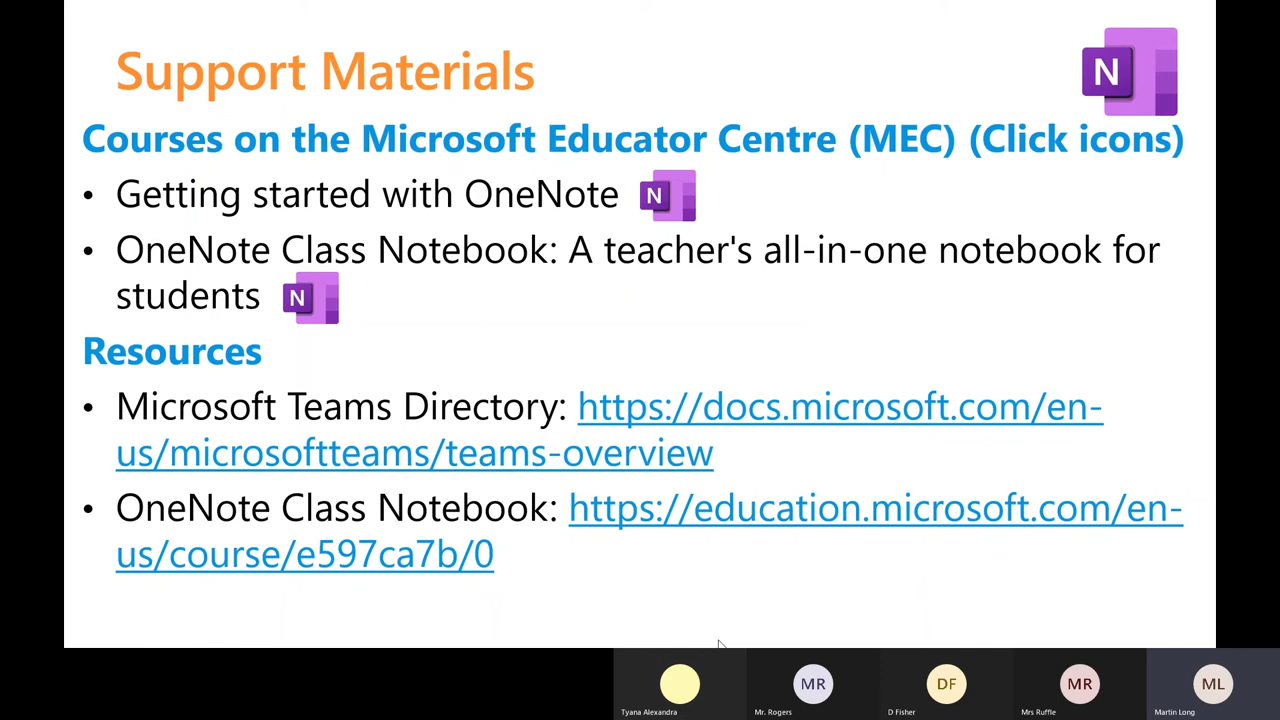 Support Materials
N
Courses on the Microsoft Educator Centre (MEC) (Click icons)
• Getting started with OneNote N
• OneNote Class Notebook: A teacher's all-in-one notebook for
students N
Resources
• Microsoft Teams Directory: https://docs.microsoft.com/en-
us/microsoftteams/teams-overview
• OneNote Class Notebook: https://education.microsoft.com/en-
us/course/e597ca7b/0
MR DF MR ML
Tyana Alexandra Mr. Rogers D Fisher Mrs Ruffle Martin Long